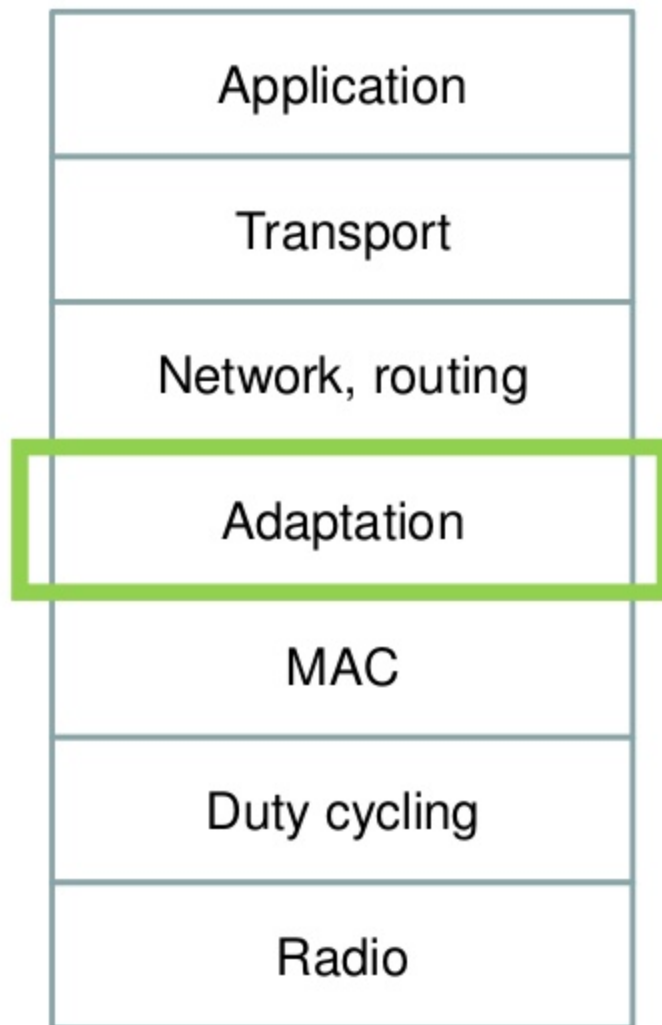 Application
Transport
Network, routing
Adaptation
MAC
Duty cycling
Radio